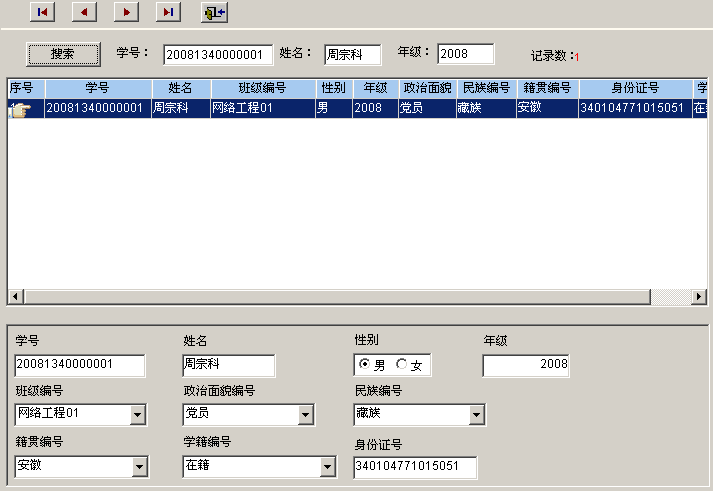 搜索 学号： 20081340000001 姓名： 周宗科 年级： 2008 记录数：1
序号 学号 姓名 班级编号 性别 年级 政治面貌 民族编号 籍贯编号 身份证号 学
20081340000001 周宗科 网络工程01 男 2008 党员 藏族 安徽 340104771015051 在
学号 姓名 性别 年级
20081340000001 周宗科 男 女 2008
班级编号 政治面貌编号 民族编号
网络工程01 党员 藏族
籍贯编号 学籍编号 身份证号
安徽 在籍 340104771015051